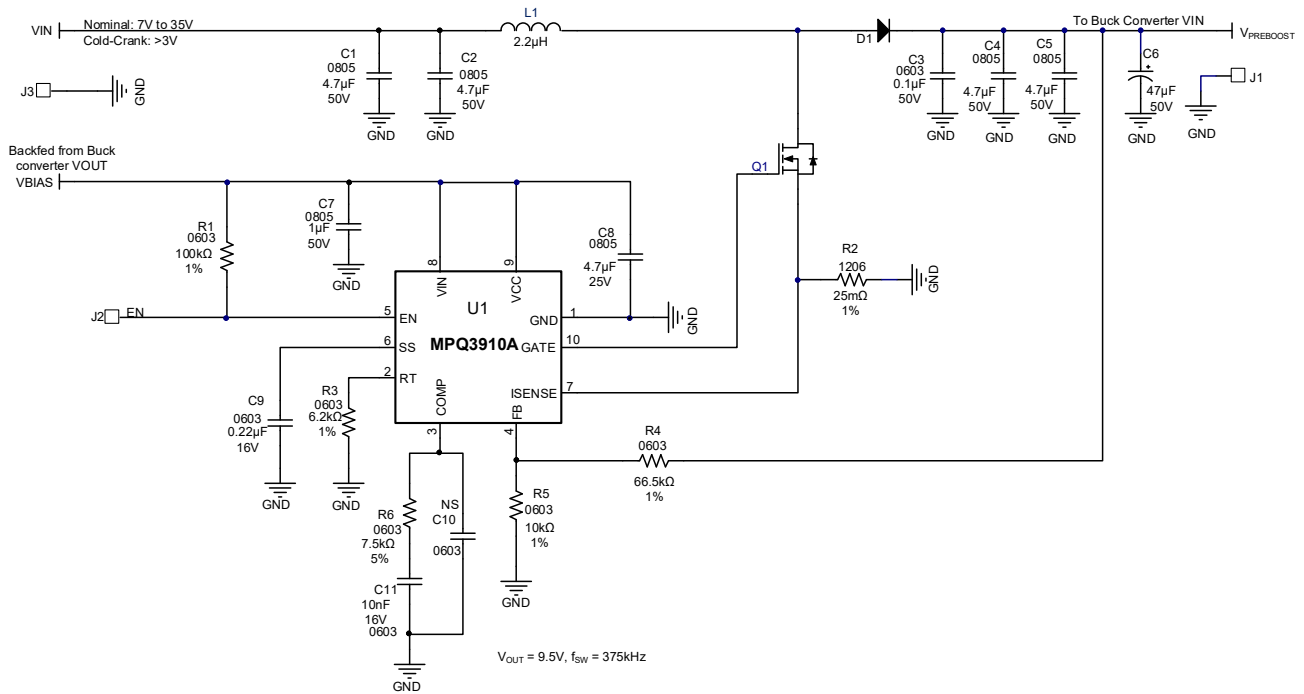 VIN
Nominal: 7V to 35V
Cold-Crank: >3V
L1
2.2µH
D1
To Buck Converter VIN
VPREBOOST
C1
0805
4.7µF
50V
GND
C2
0805
4.7µF
50V
GND
C3
0603
0.1µF
50V
GND
C4
0805
4.7µF
50V
GND
C5
0805
4.7µF
50V
GND
C6
+
47µF
50V
GND
J1
GND
J3
GND
Backfed from Buck
converter VOUT
VBIAS
R1
0603
100kΩ
1%
C7
0805
1µF
50V
GND
C8
0805
4.7µF
25V
Q1
R2
1206
25mΩ
1%
GND
J2
EN
8
VIN
9
VCC
U1
MPQ3910A
5
EN
6
SS
2
RT
COMP
3
FB
4
GND
1
GND
GATE
10
ISENSE
7
C9
0603
0.22µF
16V
GND
R3
0603
6.2kΩ
1%
GND
R4
0603
66.5kΩ
1%
R5
0603
10kΩ
1%
GND
R6
0603
7.5kΩ
5%
NS
C10
0603
C11
10nF
16V
0603
GND
VOUT = 9.5V, fSW = 375kHz